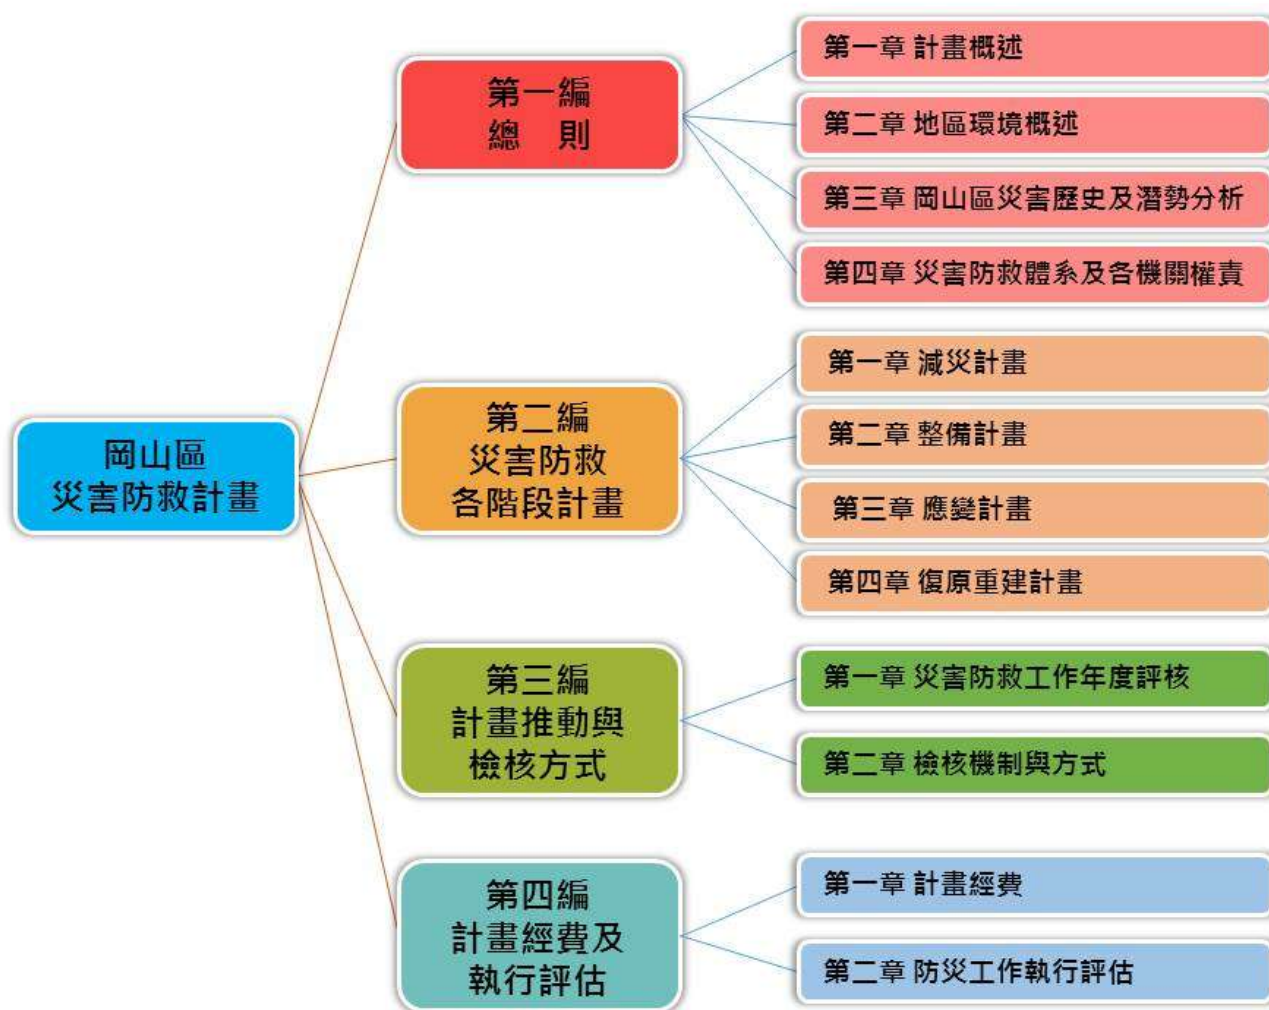 岡山區
災害防救計畫
第一編
總　則
第一章 計畫概述
第二章 地區環境概述
第三章 岡山區災害歷史及潛勢分析
第四章 災害防救體系及各機關權責
第二編
災害防救
各階段計畫
第一章 減災計畫
第二章 整備計畫
第三章 應變計畫
第四章 復原重建計畫
第三編
計畫推動與
檢核方式
第一章 災害防救工作年度評核
第二章 檢核機制與方式
第四編
計畫經費及
執行評估
第一章 計畫經費
第二章 防災工作執行評估